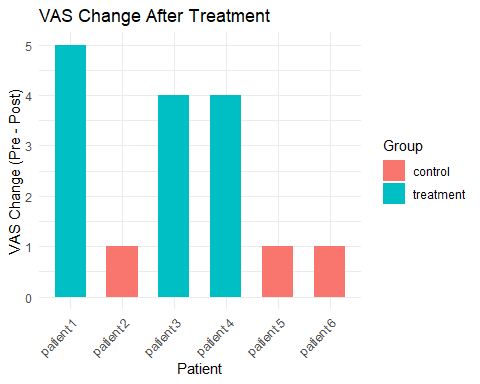 VAS Change After Treatment
VAS Change (Pre - Post)
5
4
3
2
1
0
patient1
patient2
patient3
patient4
patient5
patient6
Patient
Group
control
treatment